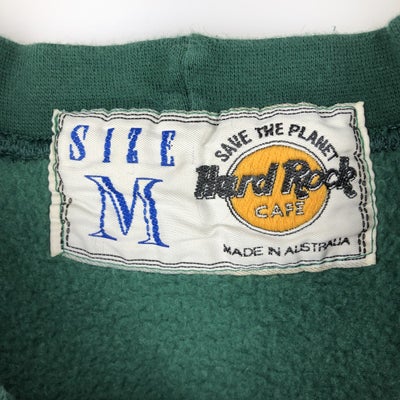 SIZE
M
SAVE THE PLANET
Hard Rock
CAFE
MADE IN AUSTRALIA